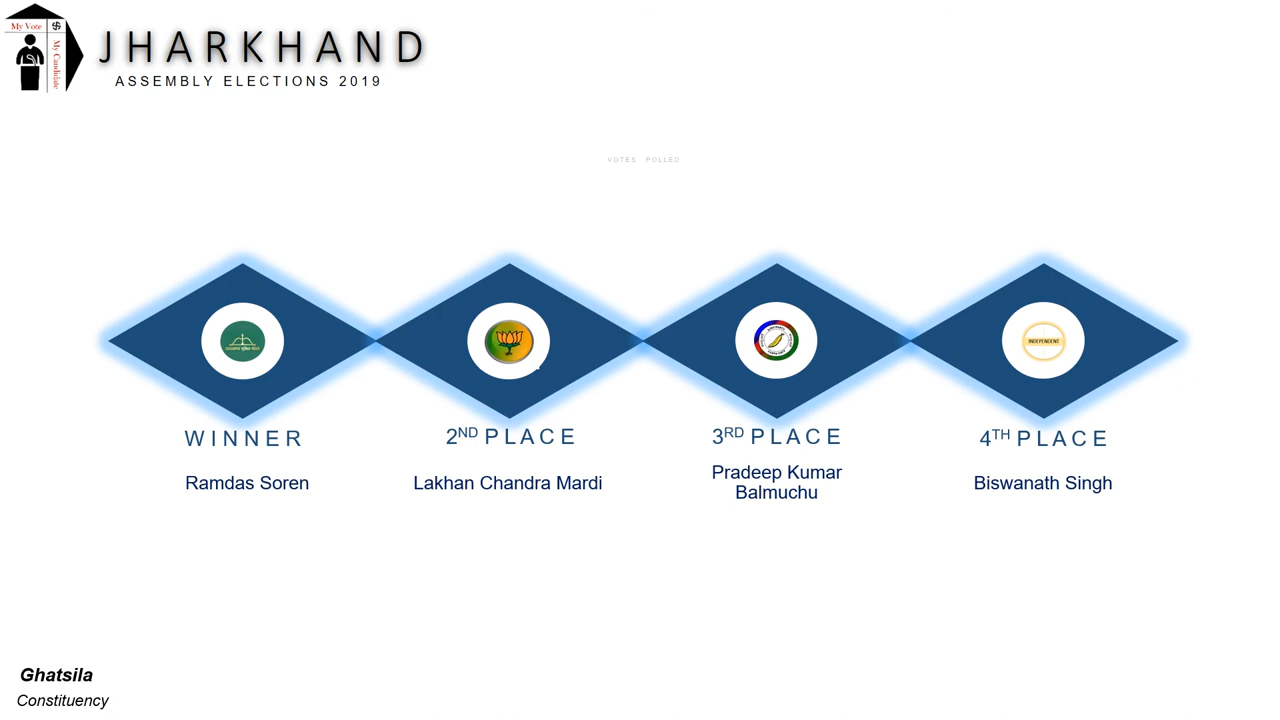 My Vote
My Candidate
JHARKHAND
ASSEMBLY ELECTIONS 2019
VOTES POLLED
INDEPENDENT
WINNER
2ND PLACE
3RD PLACE
4TH PLACE
Ramdas Soren
Lakhan Chandra Mardi
Pradeep Kumar
Balmuchu
Biswanath Singh
Ghatsila
Constituency